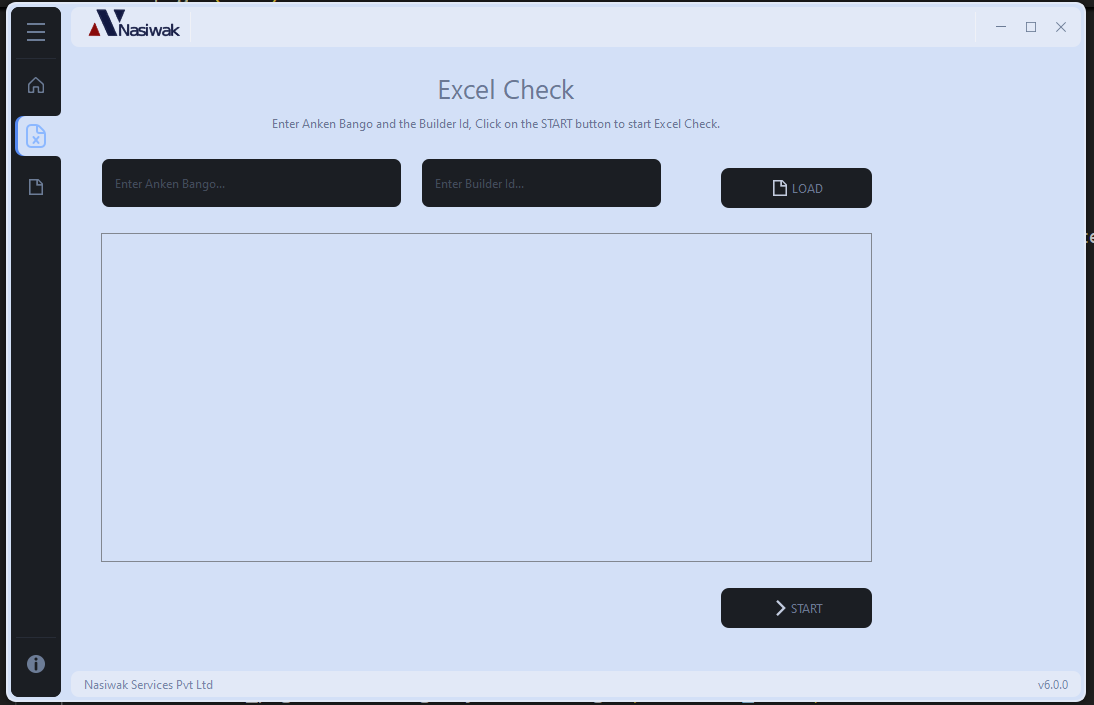 Nasiwak
Excel Check
Enter Anken Bango and the Builder Id, Click on the START button to start Excel Check.
Enter Anken Bango...
Enter Builder Id...
LOAD
START
Nasiwak Services Pvt Ltd
v6.0.0